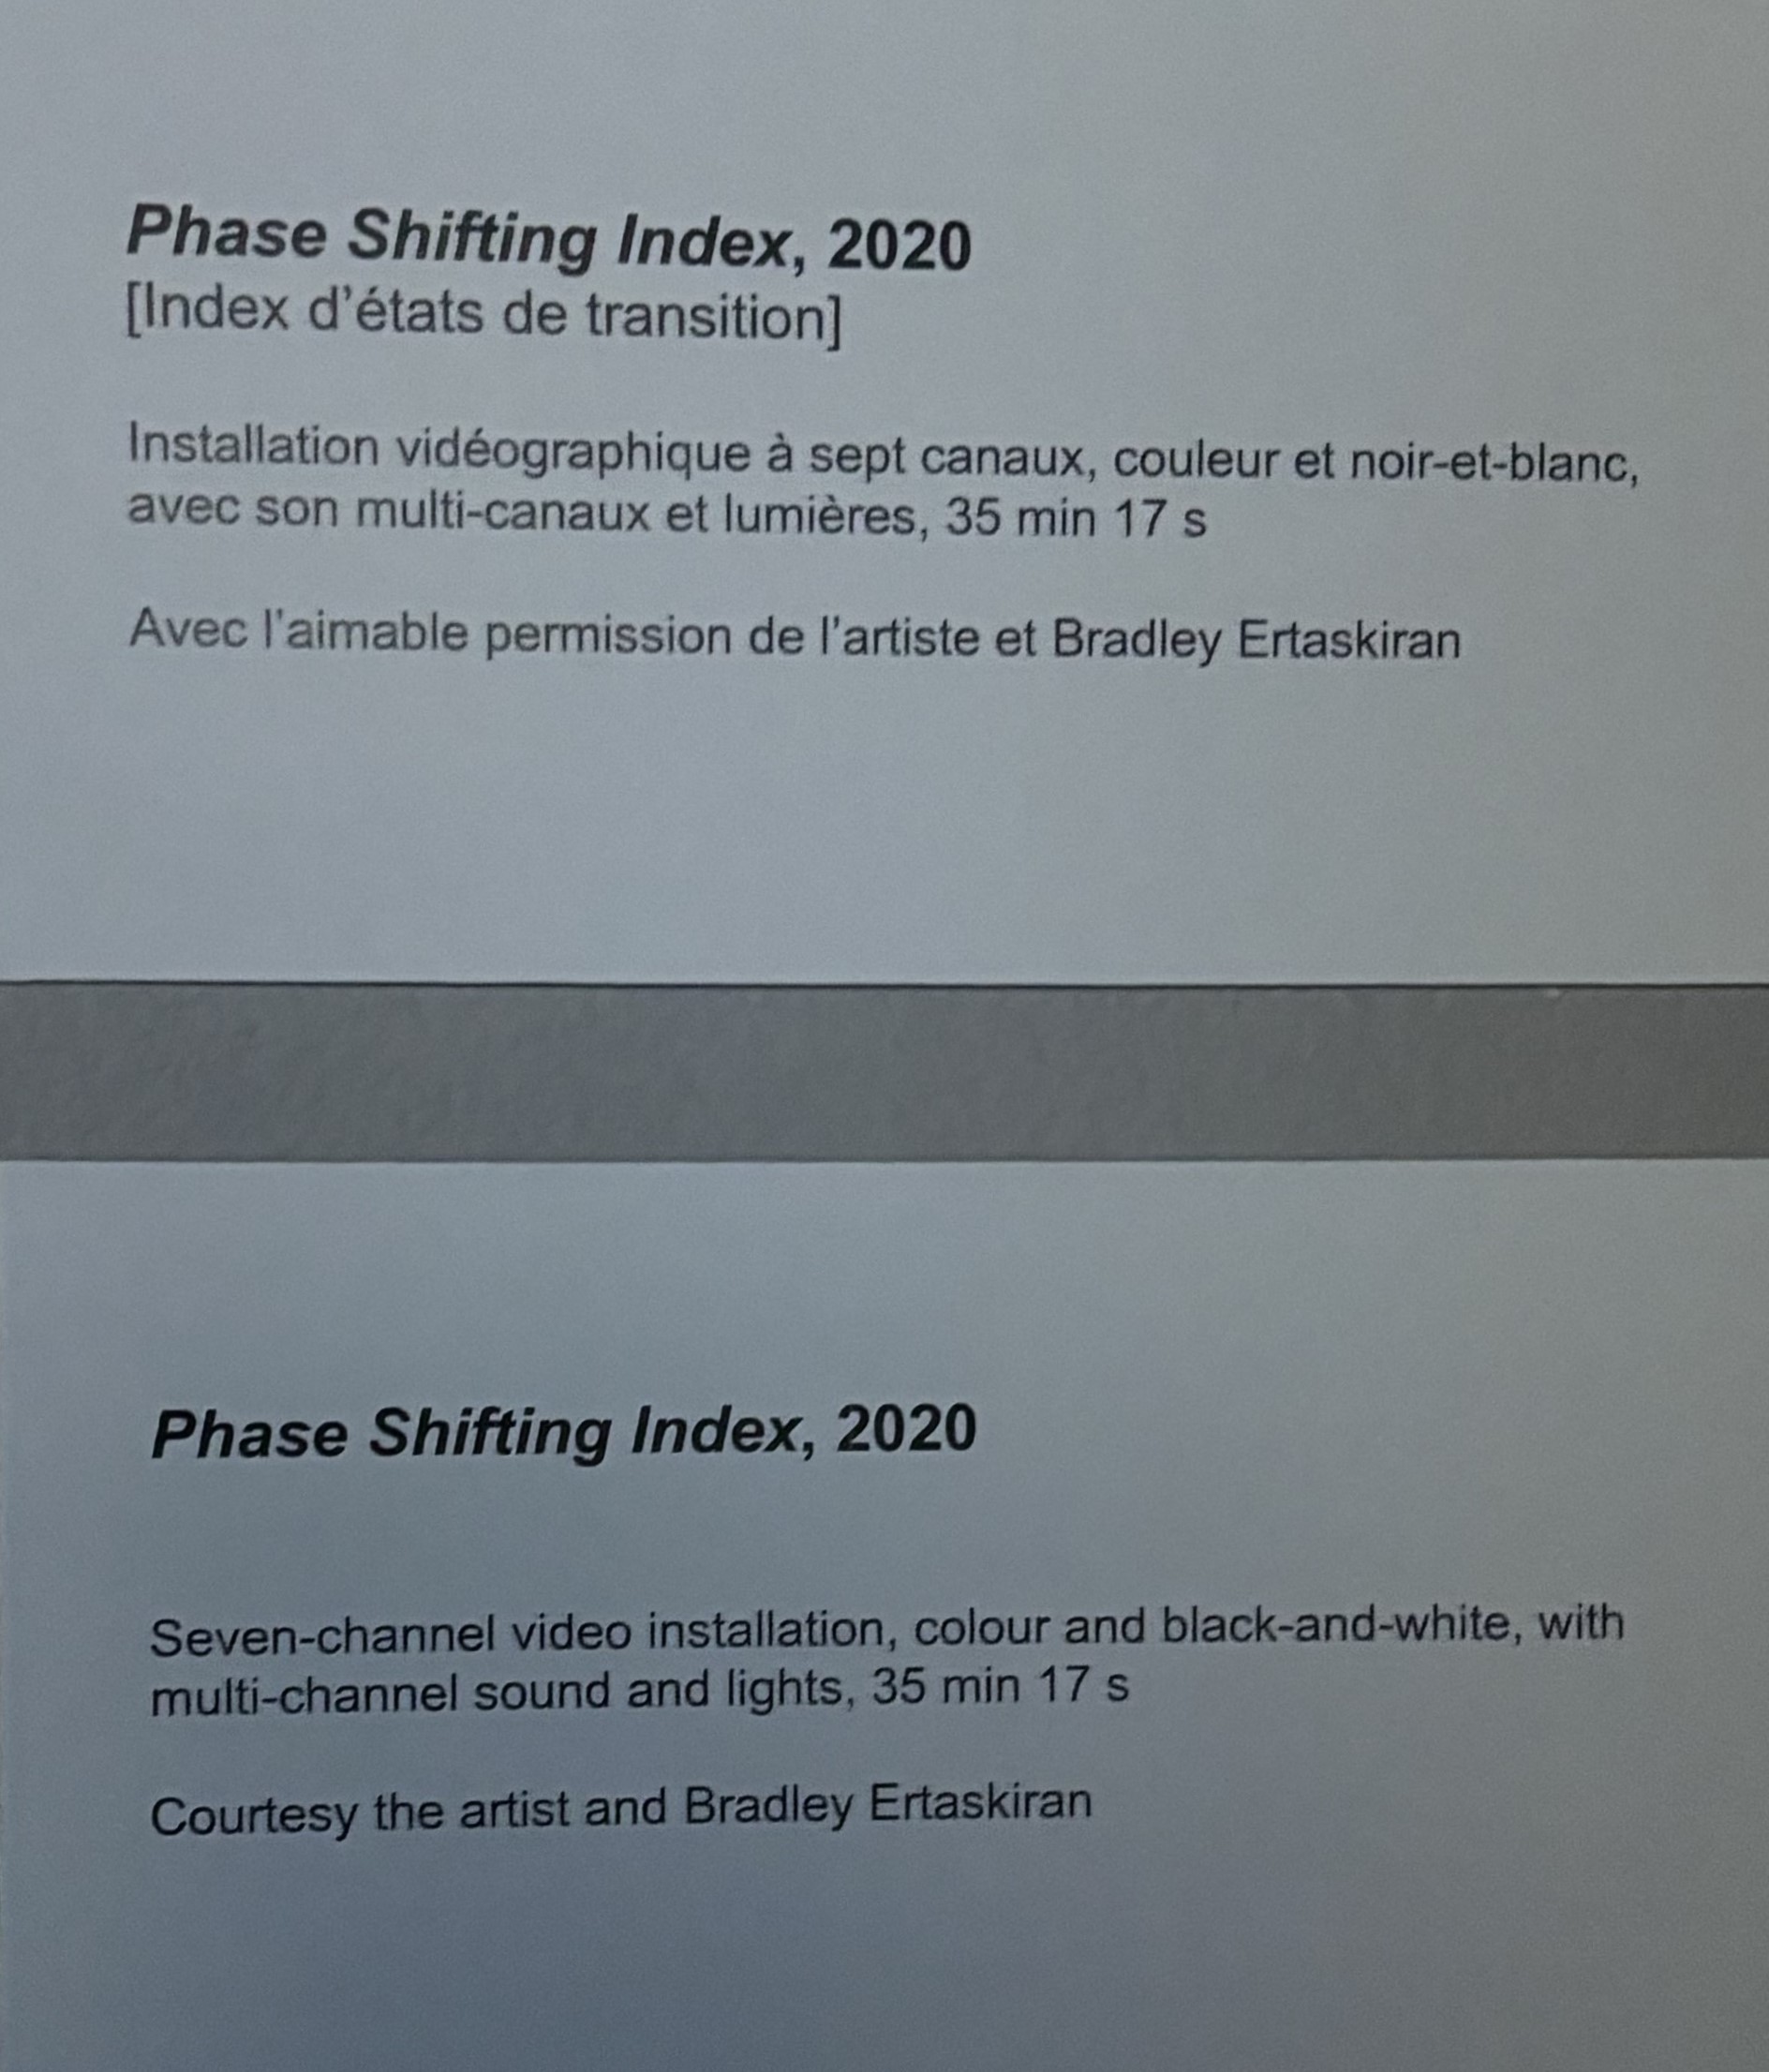 Phase Shifting Index, 2020
[Index d’états de transition]
Installation vidéographique à sept canaux, couleur et noir-et-blanc,
avec son multi-canaux et lumières, 35 min 17 s
Avec l’aimable permission de l’artiste et Bradley Ertaskiran
Phase Shifting Index, 2020
Seven-channel video installation, colour and black-and-white, with
multi-channel sound and lights, 35 min 17 s
Courtesy the artist and Bradley Ertaskiran